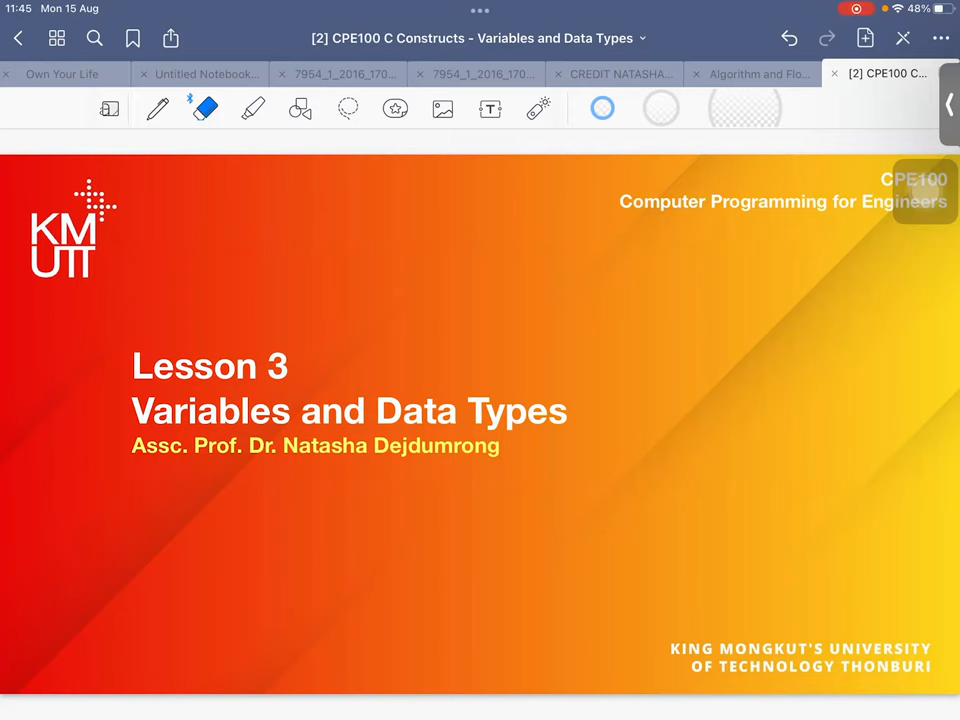 11:45 Mon 15 Aug
48%
[2] CPE100 C Constructs - Variables and Data Types
Own Your Life
Untitled Notebook...
7954_1_2016_170...
7954_1_2016_170...
CREDIT NATASHA...
Algorithm and Flo...
[2] CPE100 C...
T
CPE100
Computer Programming for Engineers
KM
UTT
Lesson 3
Variables and Data Types
Assc. Prof. Dr. Natasha Dejdumrong
KING MONGKUT'S UNIVERSITY
OF TECHNOLOGY THONBURI